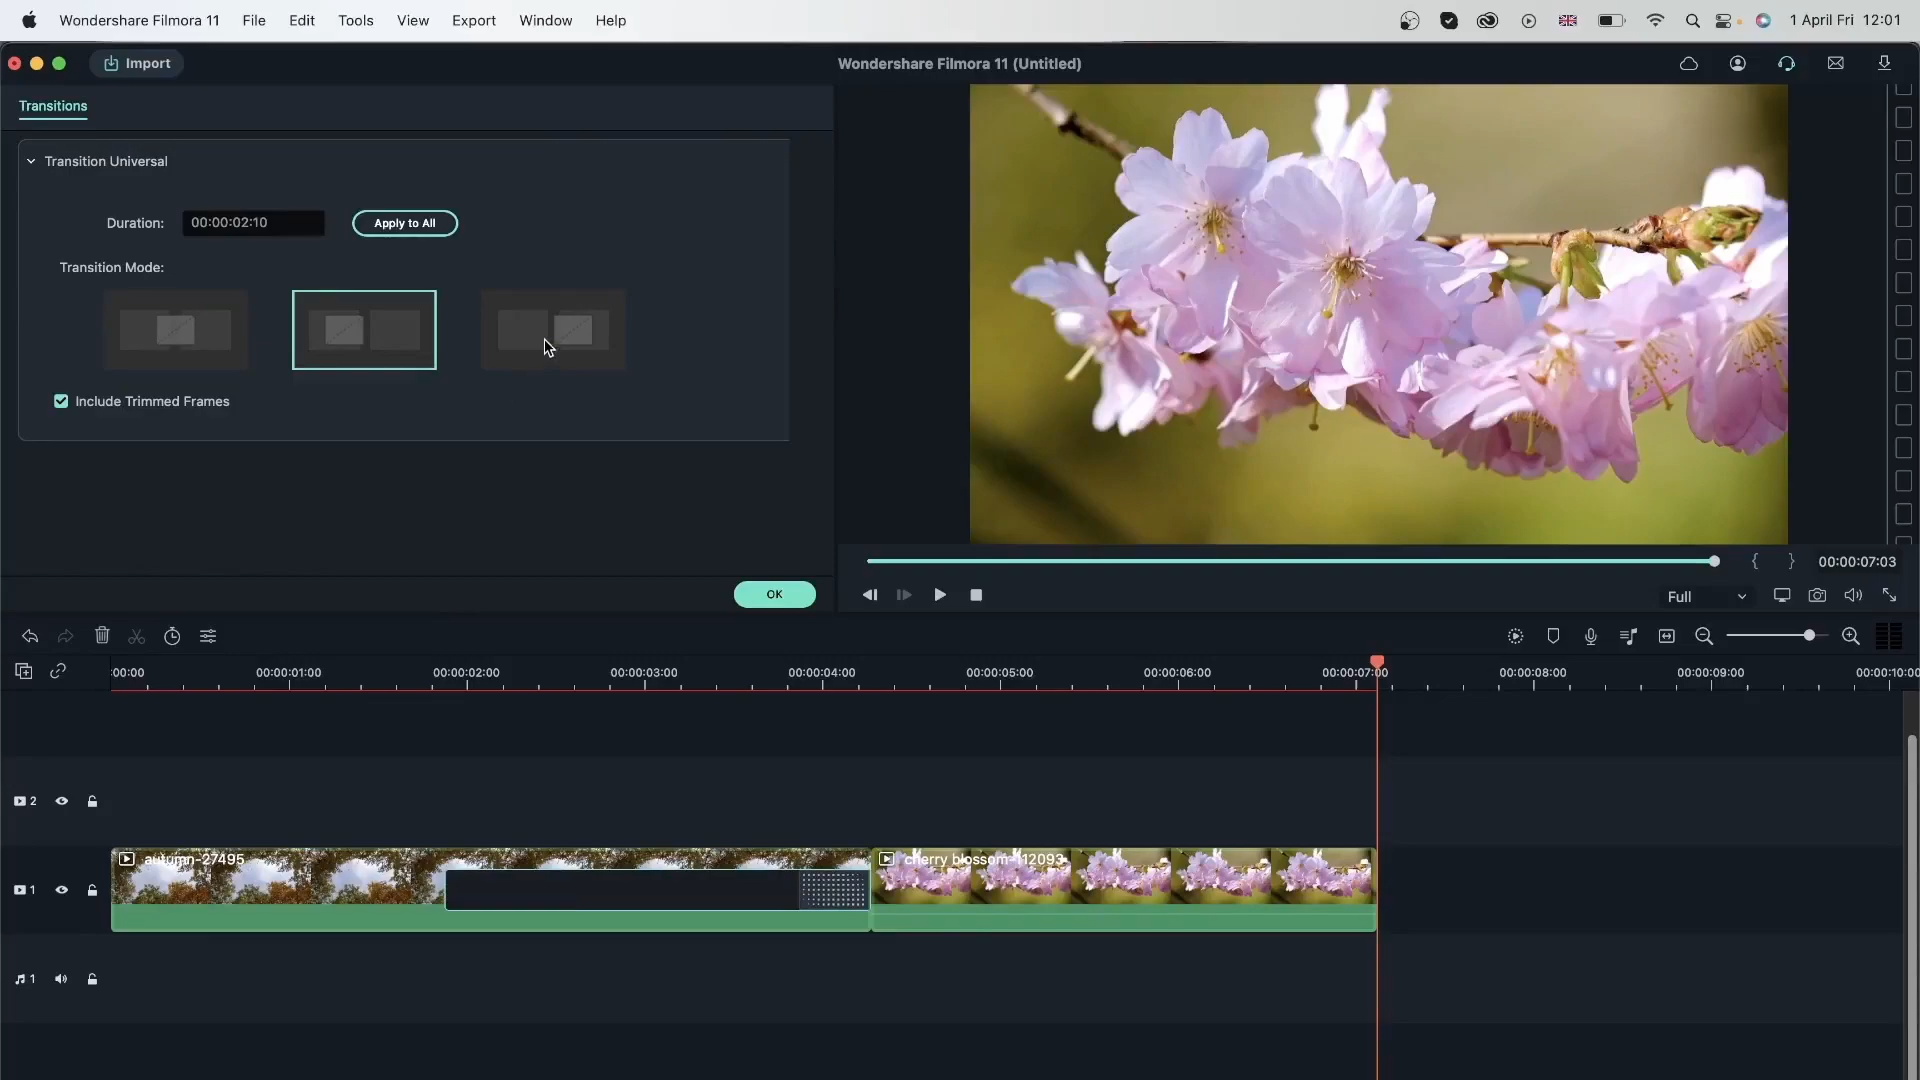 Wondershare Filmora 11 File Edit Tools View Export Window Help 1 April Fri 12:01
Import Wondershare Filmora 11 (Untitled)
Transitions
Transition Universal
Duration: 00:00:02:10 Apply to All
Transition Mode:
Include Trimmed Frames
00:00:07:03
OK Full
:00:00 00:00:01:00 00:00:02:00 00:00:03:00 00:00:04:00 00:00:05:00 00:00:06:00 00:00:07:00 00:00:08:00 00:00:09:00 00:00:10:00
2
autumn-27495 cherry blossom-112093
1
1